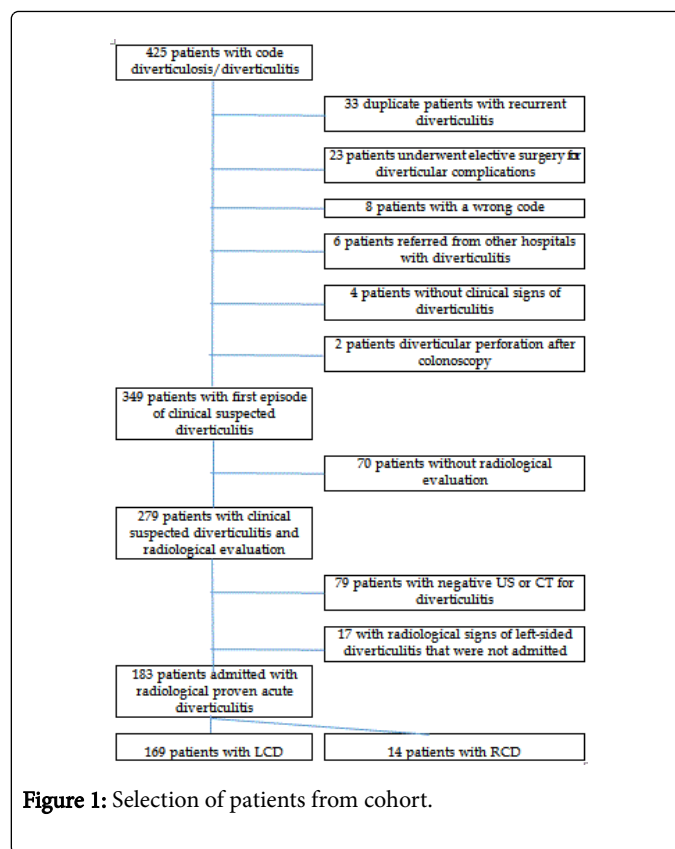 425 patients with code
diverticulosis/diverticulitis
33 duplicate patients with recurrent
diverticulitis
23 patients underwent elective surgery for
diverticular complications
8 patients with a wrong code
6 patients referred from other hospitals
with diverticulitis
4 patients without clinical signs of
diverticulitis
2 patients diverticular perforation after
colonoscopy
349 patients with first episode
of clinical suspected
diverticulitis
70 patients without radiological
evaluation
279 patients with clinical
suspected diverticulitis and
radiological evaluation
79 patients with negative US or CT for
diverticulitis
17 with radiological signs of left-sided
diverticulitis that were not admitted
183 patients admitted with
radiological proven acute
diverticulitis
169 patients with LCD
14 patients with RCD
Figure 1: Selection of patients from cohort.